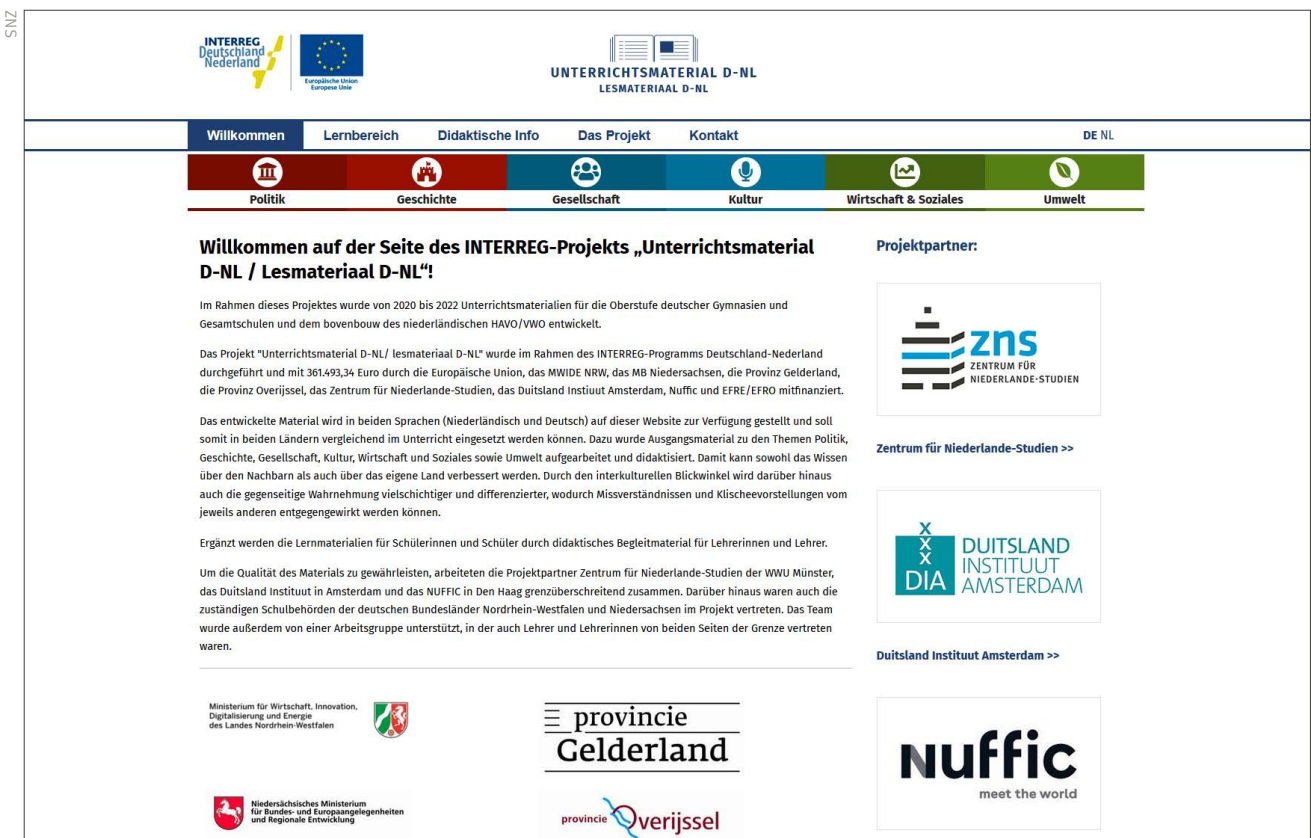 ZNS
INTERREG
Deutschland
Nederland
Europäische Union
Europese Unie
UNTERRICHTSMATERIAL D-NL
LESMATERIAAL D-NL
Willkommen Lernbereich Didaktische Info Das Projekt Kontakt DE NL
Politik Geschichte Gesellschaft Kultur Wirtschaft & Soziales Umwelt
Willkommen auf der Seite des INTERREG-Projekts „Unterrichtsmaterial
D-NL / Lesmateriaal D-NL“!
Im Rahmen dieses Projektes wurde von 2020 bis 2022 Unterrichtsmaterialien für die Oberstufe deutscher Gymnasien und
Gesamtschulen und dem bovenbouw des niederländischen HAVO/VWO entwickelt.
Das Projekt "Unterrichtsmaterial D-NL/ lesmateriaal D-NL" wurde im Rahmen des INTERREG-Programms Deutschland-Nederland
durchgeführt und mit 361.493,34 Euro durch die Europäische Union, das MWIDE NRW, das MB Niedersachsen, die Provinz Gelderland,
die Provinz Overijssel, das Zentrum für Niederlande-Studien, das Duitsland Instiuut Amsterdam, Nuffic und EFRE/EFRO mitfinanziert.
Das entwickelte Material wird in beiden Sprachen (Niederländisch und Deutsch) auf dieser Website zur Verfügung gestellt und soll
somit in beiden Ländern vergleichend im Unterricht eingesetzt werden können. Dazu wurde Ausgangsmaterial zu den Themen Politik,
Geschichte, Gesellschaft, Kultur, Wirtschaft und Soziales sowie Umwelt aufgearbeitet und didaktisiert. Damit kann sowohl das Wissen
über den Nachbarn als auch über das eigene Land verbessert werden. Durch den interkulturellen Blickwinkel wird darüber hinaus
auch die gegenseitige Wahrnehmung vielschichtiger und differenzierter, wodurch Missverständnissen und Klischeevorstellungen vom
jeweils anderen entgegengewirkt werden können.
Ergänzt werden die Lernmaterialien für Schülerinnen und Schüler durch didaktisches Begleitmaterial für Lehrerinnen und Lehrer.
Um die Qualität des Materials zu gewährleisten, arbeiteten die Projektpartner Zentrum für Niederlande-Studien der WWU Münster,
das Duitsland Instituut in Amsterdam und das NUFFIC in Den Haag grenzüberschreitend zusammen. Darüber hinaus waren auch die
zuständigen Schulbehörden der deutschen Bundesländer Nordrhein-Westfalen und Niedersachsen im Projekt vertreten. Das Team
wurde außerdem von einer Arbeitsgruppe unterstützt, in der auch Lehrer und Lehrerinnen von beiden Seiten der Grenze vertreten
waren.
Ministerium für Wirtschaft, Innovation,
Digitalisierung und Energie
des Landes Nordrhein-Westfalen
provincie
Gelderland
Niedersächsisches Ministerium
für Bundes- und Europaangelegenheiten
und Regionale Entwicklung
provincie Overijssel
Projektpartner:
zns
ZENTRUM FÜR
NIEDERLANDE-STUDIEN
Zentrum für Niederlande-Studien >>
X
X
X
DIA
DUITSLAND
INSTITUUT
AMSTERDAM
Duitsland Instituut Amsterdam >>
Nuffic
meet the world